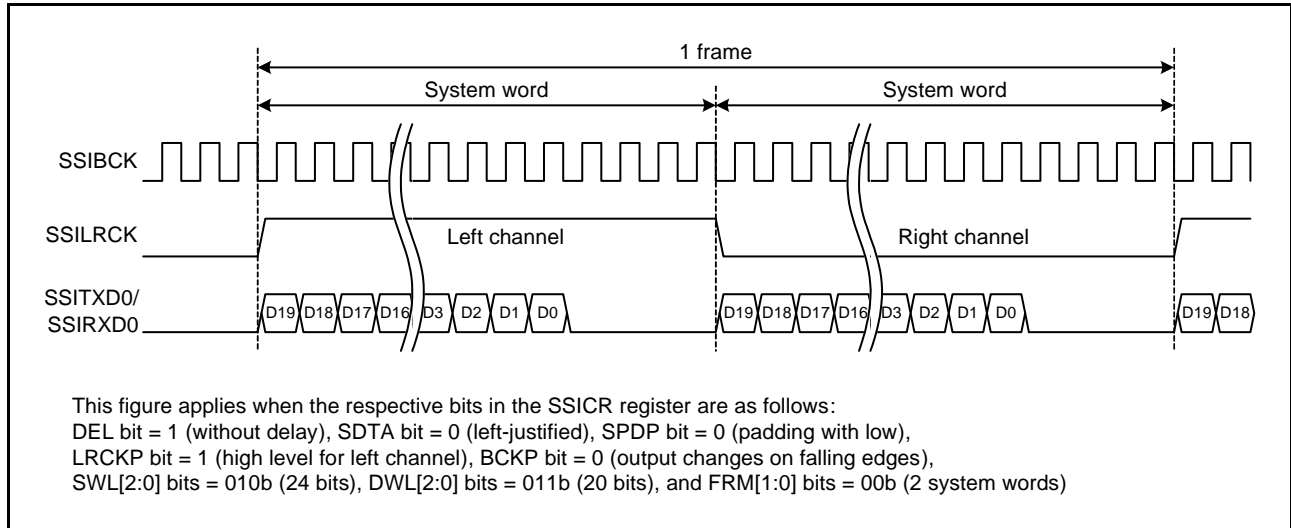 1 frame
System word System word
SSIBCK
SSILRCK Left channel Right channel
SSITXD0/
SSIRXD0
D19 D18 D17 D16 D3 D2 D1 D0 D19 D18 D17 D16 D3 D2 D1 D0 D19 D18
This figure applies when the respective bits in the SSICR register are as follows:
DEL bit = 1 (without delay), SDTA bit = 0 (left-justified), SPDP bit = 0 (padding with low),
LRCKP bit = 1 (high level for left channel), BCKP bit = 0 (output changes on falling edges),
SWL[2:0] bits = 010b (24 bits), DWL[2:0] bits = 011b (20 bits), and FRM[1:0] bits = 00b (2 system words)